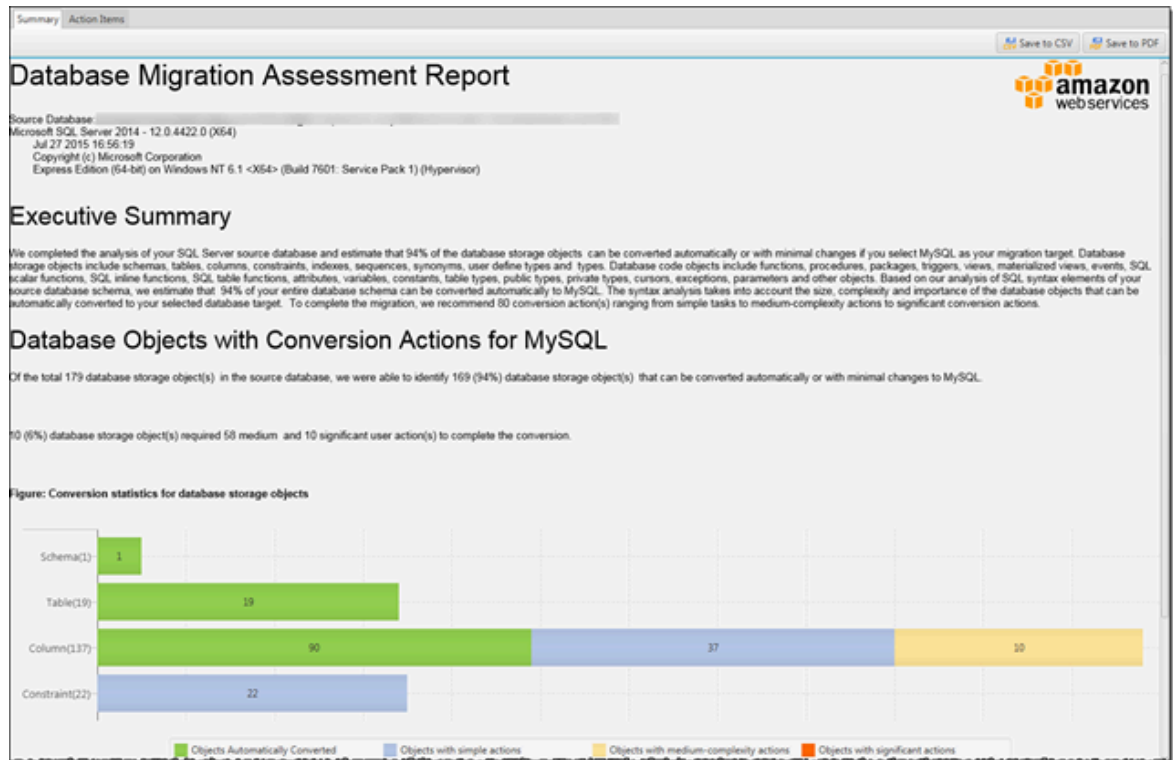 Summary Action Items
Save to CSV Save to PDF
Database Migration Assessment Report
amazon
webservices
Source Database:
Microsoft SQL Server 2014 - 12.0.4422.0 (X64)
Jul 27 2015 16:56:19
Copyright (c) Microsoft Corporation
Express Edition (64-bit) on Windows NT 6.1 <X64> (Build 7601: Service Pack 1) (Hypervisor)
Executive Summary
We completed the analysis of your SQL Server source database and estimate that 94% of the database storage objects can be converted automatically or with minimal changes if you select MySQL as your migration target. Database
storage objects include schemas, tables, columns, constraints, indexes, sequences, synonyms, user define types and types. Database code objects include functions, procedures, packages, triggers, views, materialized views, events, SQL
scalar functions, SQL inline functions, SQL table functions, attributes, variables, constants, table types, public types, private types, cursors, exceptions, parameters and other objects. Based on our analysis of SQL syntax elements of your
source database schema, we estimate that 94% of your entire database schema can be converted automatically to MySQL. The syntax analysis takes into account the size, complexity and importance of the database objects that can be
automatically converted to your selected database target. To complete the migration, we recommend 80 conversion action(s) ranging from simple tasks to medium-complexity actions to significant conversion actions.
Database Objects with Conversion Actions for MySQL
Of the total 179 database storage object(s) in the source database, we were able to identify 169 (94%) database storage object(s) that can be converted automatically or with minimal changes to MySQL.
10 (6%) database storage object(s) required 58 medium and 10 significant user action(s) to complete the conversion.
Figure: Conversion statistics for database storage objects
Schema(1) 1
Table(19) 19
Column(137) 90 37 10
Constraint(22) 22
Objects Automatically Converted Objects with simple actions Objects with medium-complexity actions Objects with significant actions